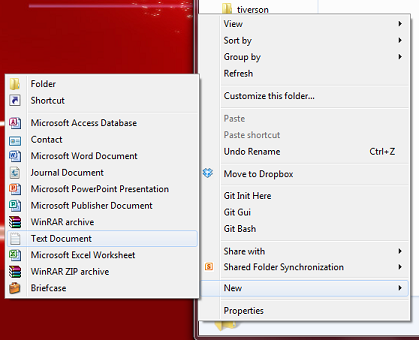 tiverson
View
Sort by
Group by
Refresh
Customize this folder...
Paste
Paste shortcut
Undo Rename Ctrl+Z
Move to Dropbox
Git Init Here
Git Gui
Git Bash
Share with
Shared Folder Synchronization
New
Properties
Folder
Shortcut
Microsoft Access Database
Contact
Microsoft Word Document
Journal Document
Microsoft PowerPoint Presentation
Microsoft Publisher Document
WinRAR archive
Text Document
Microsoft Excel Worksheet
WinRAR ZIP archive
Briefcase